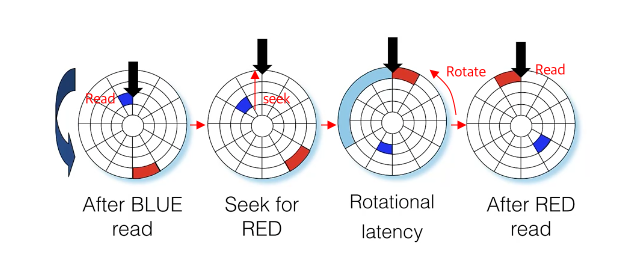 Read
seek
Rotate
Read
After BLUE
read
Seek for
RED
Rotational
latency
After RED
read